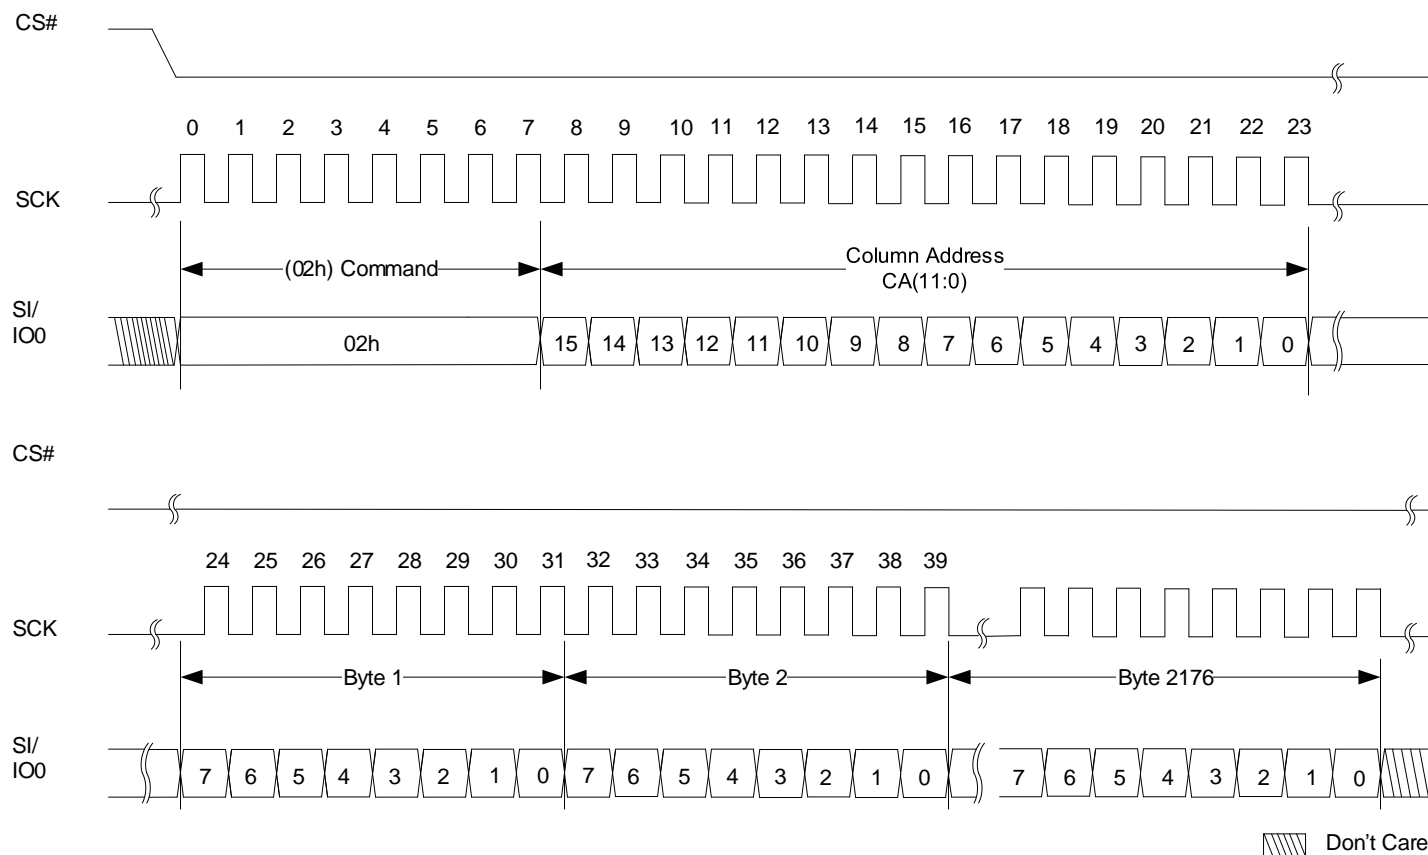 CS#
0 1 2 3 4 5 6 7 8 9 10 11 12 13 14 15 16 17 18 19 20 21 22 23
SCK
(02h) Command
Column Address
CA(11:0)
SI/
IO0
02h 15 14 13 12 11 10 9 8 7 6 5 4 3 2 1 0
CS#
24 25 26 27 28 29 30 31 32 33 34 35 36 37 38 39
SCK
Byte 1 Byte 2 Byte 2176
SI/
IO0
7 6 5 4 3 2 1 0 7 6 5 4 3 2 1 0 7 6 5 4 3 2 1 0
Don't Care